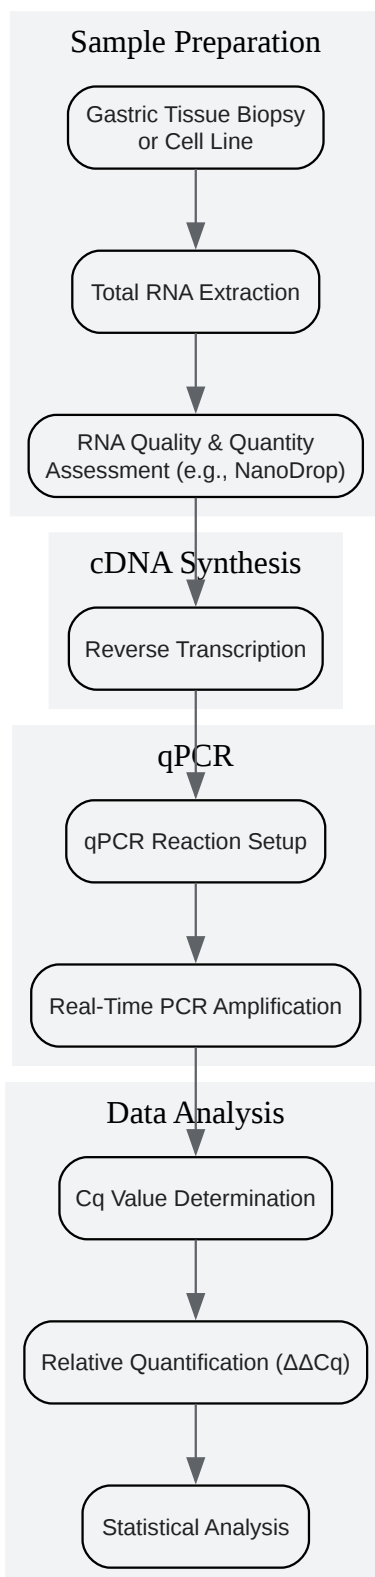 Sample Preparation
Gastric Tissue Biopsy
or Cell Line
Total RNA Extraction
RNA Quality & Quantity
Assessment (e.g., NanoDrop)
cDNA Synthesis
Reverse Transcription
qPCR
qPCR Reaction Setup
Real-Time PCR Amplification
Data Analysis
Cq Value Determination
Relative Quantification (ΔΔCq)
Statistical Analysis